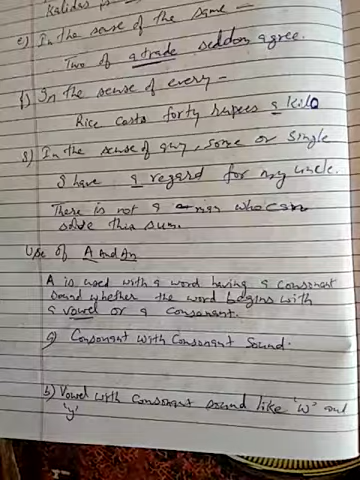 Kalidas is
e) In the sense of the same -
Two of a trade seldom agree.
f) In the sense of every -
Rice costs forty rupees a kilo
g) In the sense of any, some or single
I have a regard for my uncle.
There is not a man who can
solve this sum.
Use of A and An
A is used with a word having a consonant
sound whether the word begins with
a vowel or a consonant.
a) Consonant with Consonant Sound.
b) Vowel with consonant sound like 'w' and
'y'